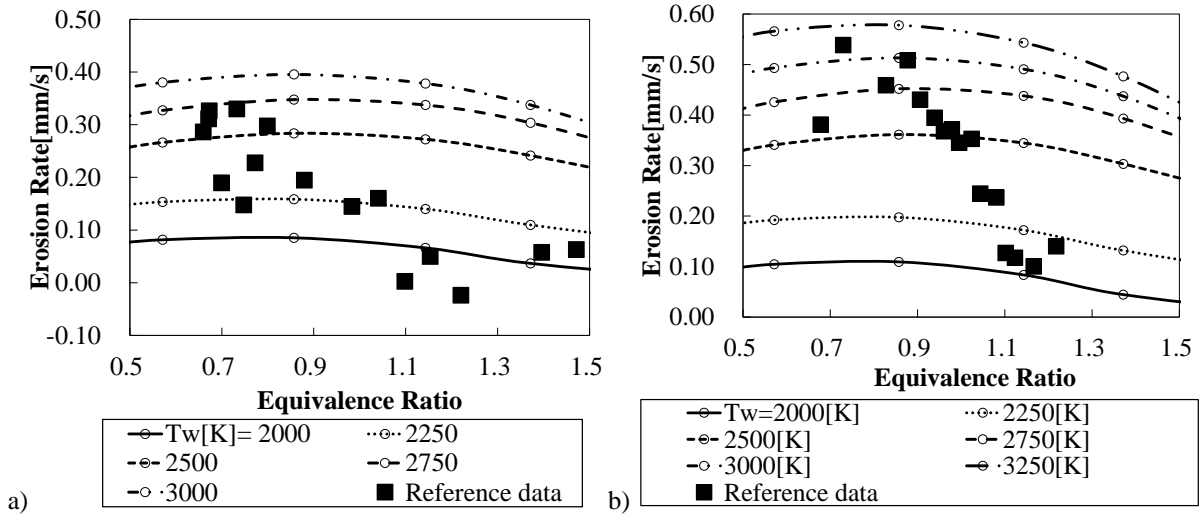 0.50
0.40
0.30
0.20
0.10
0.00
-0.10
Erosion Rate[mm/s]
0.5 0.7 0.9 1.1 1.3 1.5
Equivalence Ratio
Tw[K]= 2000 2250
2500 2750
3000 Reference data
a)
0.60
0.50
0.40
0.30
0.20
0.10
0.00
Erosion Rate[mm/s]
0.5 0.7 0.9 1.1 1.3 1.5
Equivalence Ratio
Tw=2000[K] 2250[K]
2500[K] 2750[K]
3000[K] 3250[K]
Reference data
b)